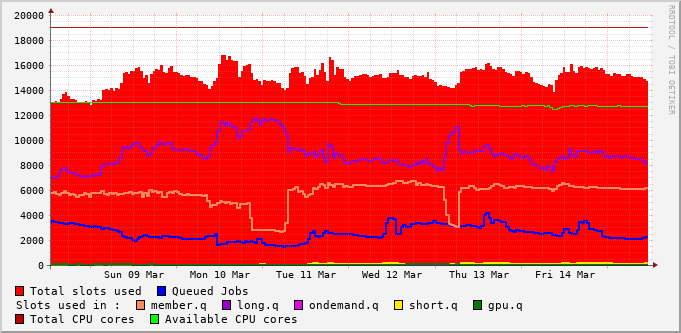 RRDTOOL / TOBI OETIKER
20000
18000
16000
14000
12000
10000
8000
6000
4000
2000
0
Sun 09 Mar Mon 10 Mar Tue 11 Mar Wed 12 Mar Thu 13 Mar Fri 14 Mar
Total slots used Queued Jobs
Slots used in : member.q long.q ondemand.q short.q gpu.q
Total CPU cores Available CPU cores